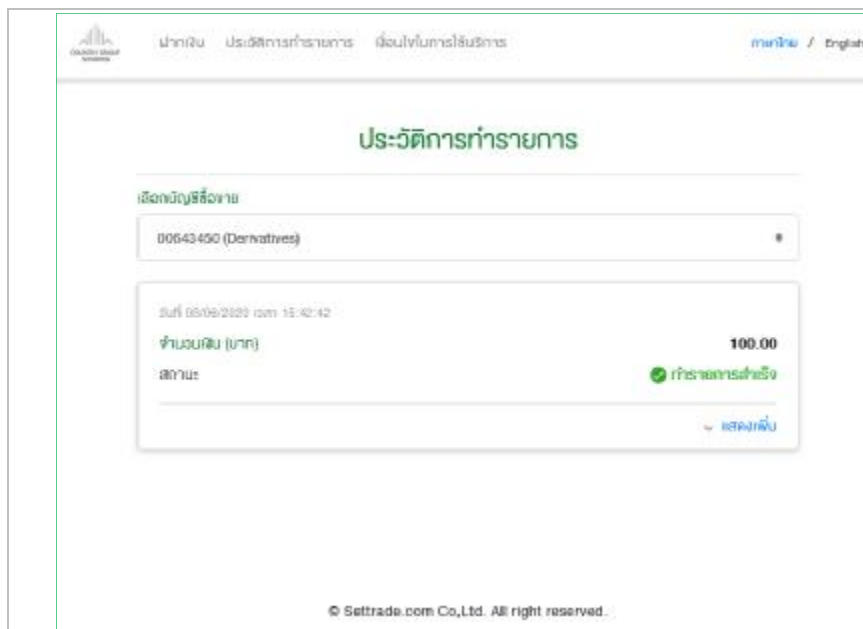 COUNTRY GROUP
SECURITIES
ฝากเงิน ประวัติการทำรายการ เงื่อนไขในการใช้บริการ ภาษาไทย / English
ประวัติการทำรายการ
เลือกบัญชีซื้อขาย
00643450 (Derivatives)
วันที่ 05/06/2020 เวลา 15:42:42
จำนวนเงิน (บาท) 100.00
สถานะ ทำรายการสำเร็จ
แสดงเพิ่ม
© Settrade.com Co,Ltd. All right reserved.